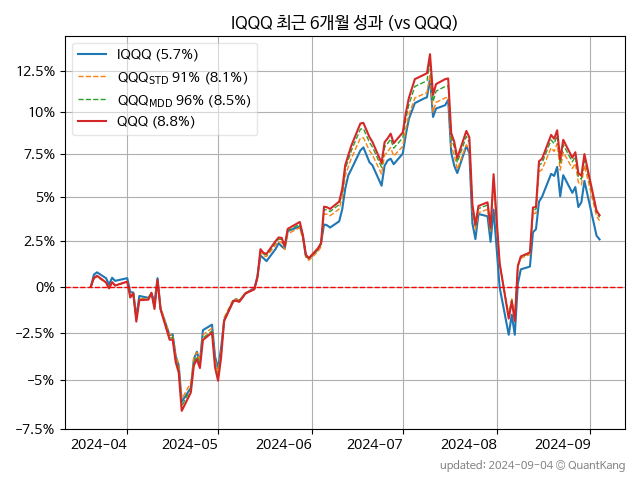 IQQQ 최근 6개월 성과 (vs QQQ)
IQQQ (5.7%)
QQQSTD 91% (8.1%)
QQQMDD 96% (8.5%)
QQQ (8.8%)
12.5%
10%
7.5%
5%
2.5%
0%
−2.5%
−5%
−7.5%
2024-04 2024-05 2024-06 2024-07 2024-08 2024-09
updated: 2024-09-04 © QuantKang